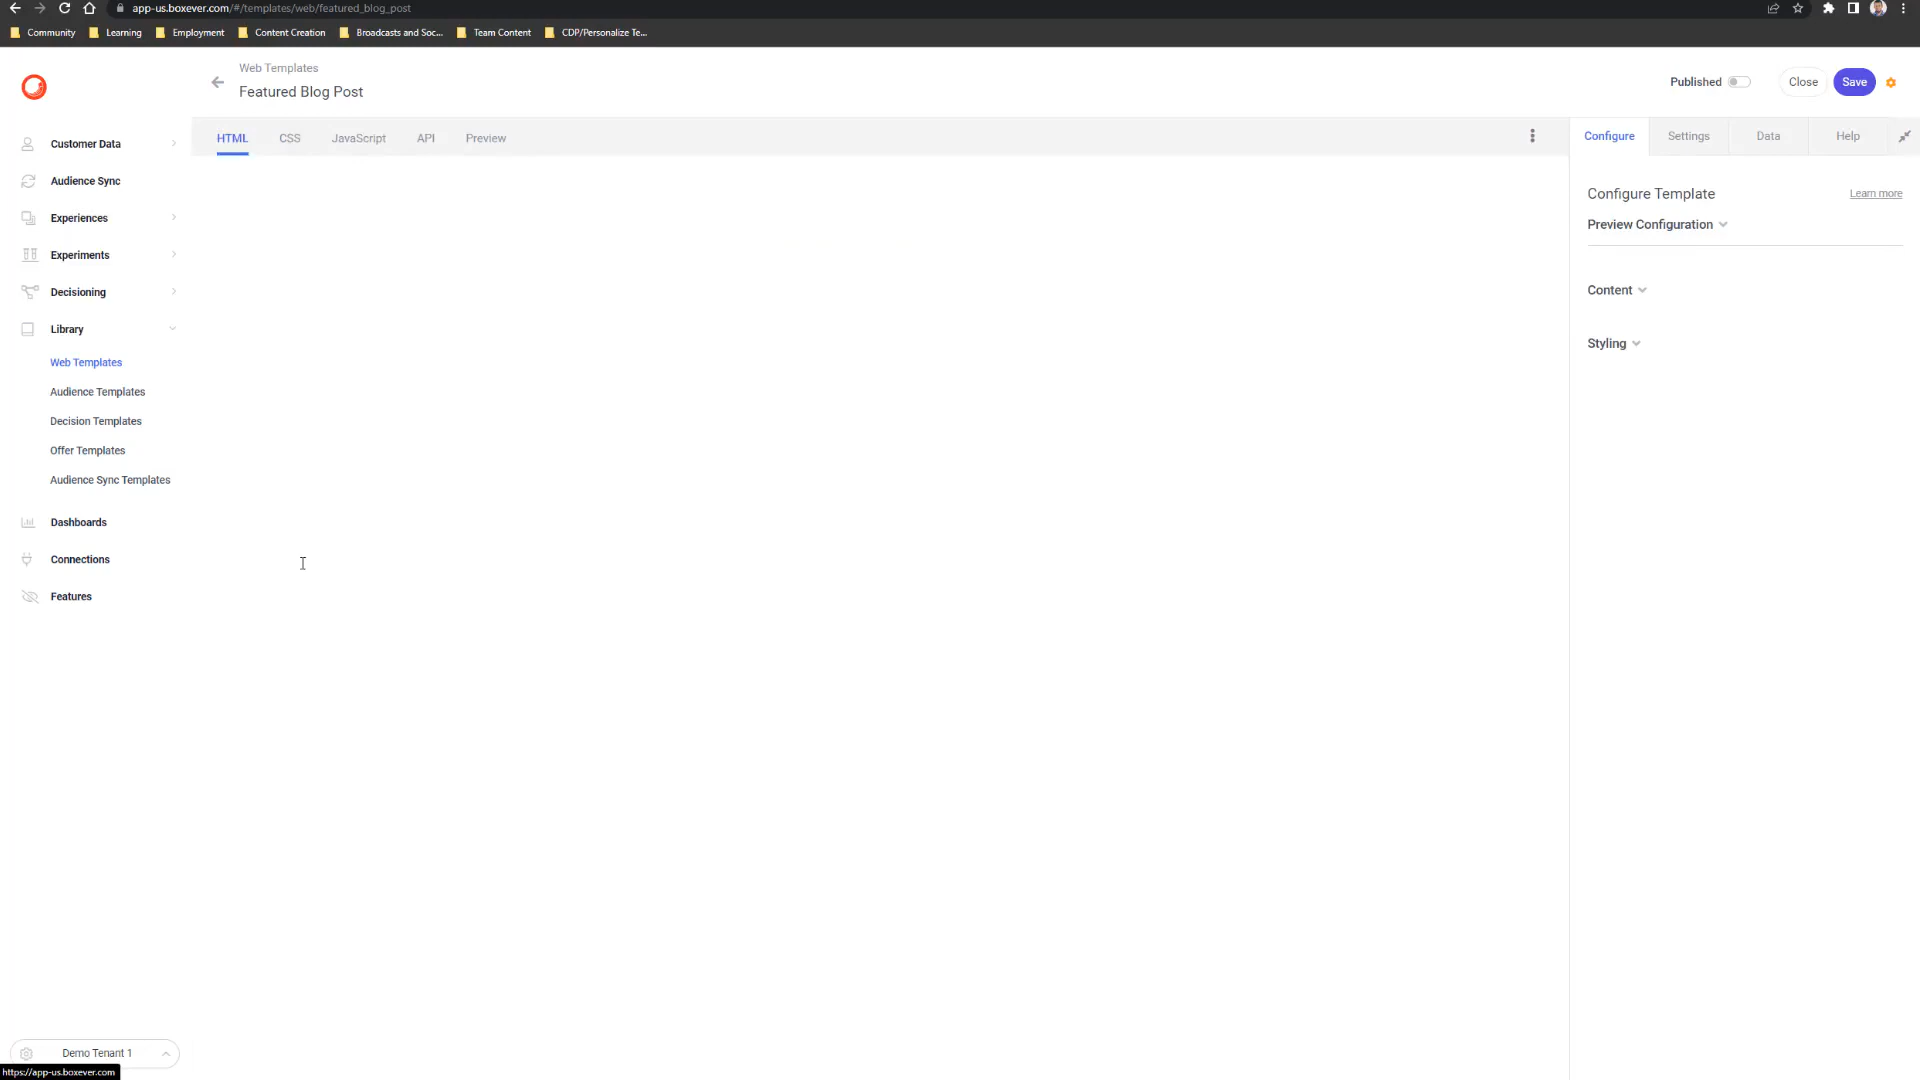 app-us.boxever.com/#/templates/web/featured_blog_post
Community
Learning
Employment
Content Creation
Broadcasts and Soc...
Team Content
CDP/Personalize Te...
Web Templates
Featured Blog Post
Published
Close
Save
HTML
CSS
JavaScript
API
Preview
Configure
Settings
Data
Help
Customer Data
Audience Sync
Experiences
Experiments
Decisioning
Library
Web Templates
Audience Templates
Decision Templates
Offer Templates
Audience Sync Templates
Dashboards
Connections
Features
Configure Template
Learn more
Preview Configuration
Content
Styling
Demo Tenant 1
https://app-us.boxever.com